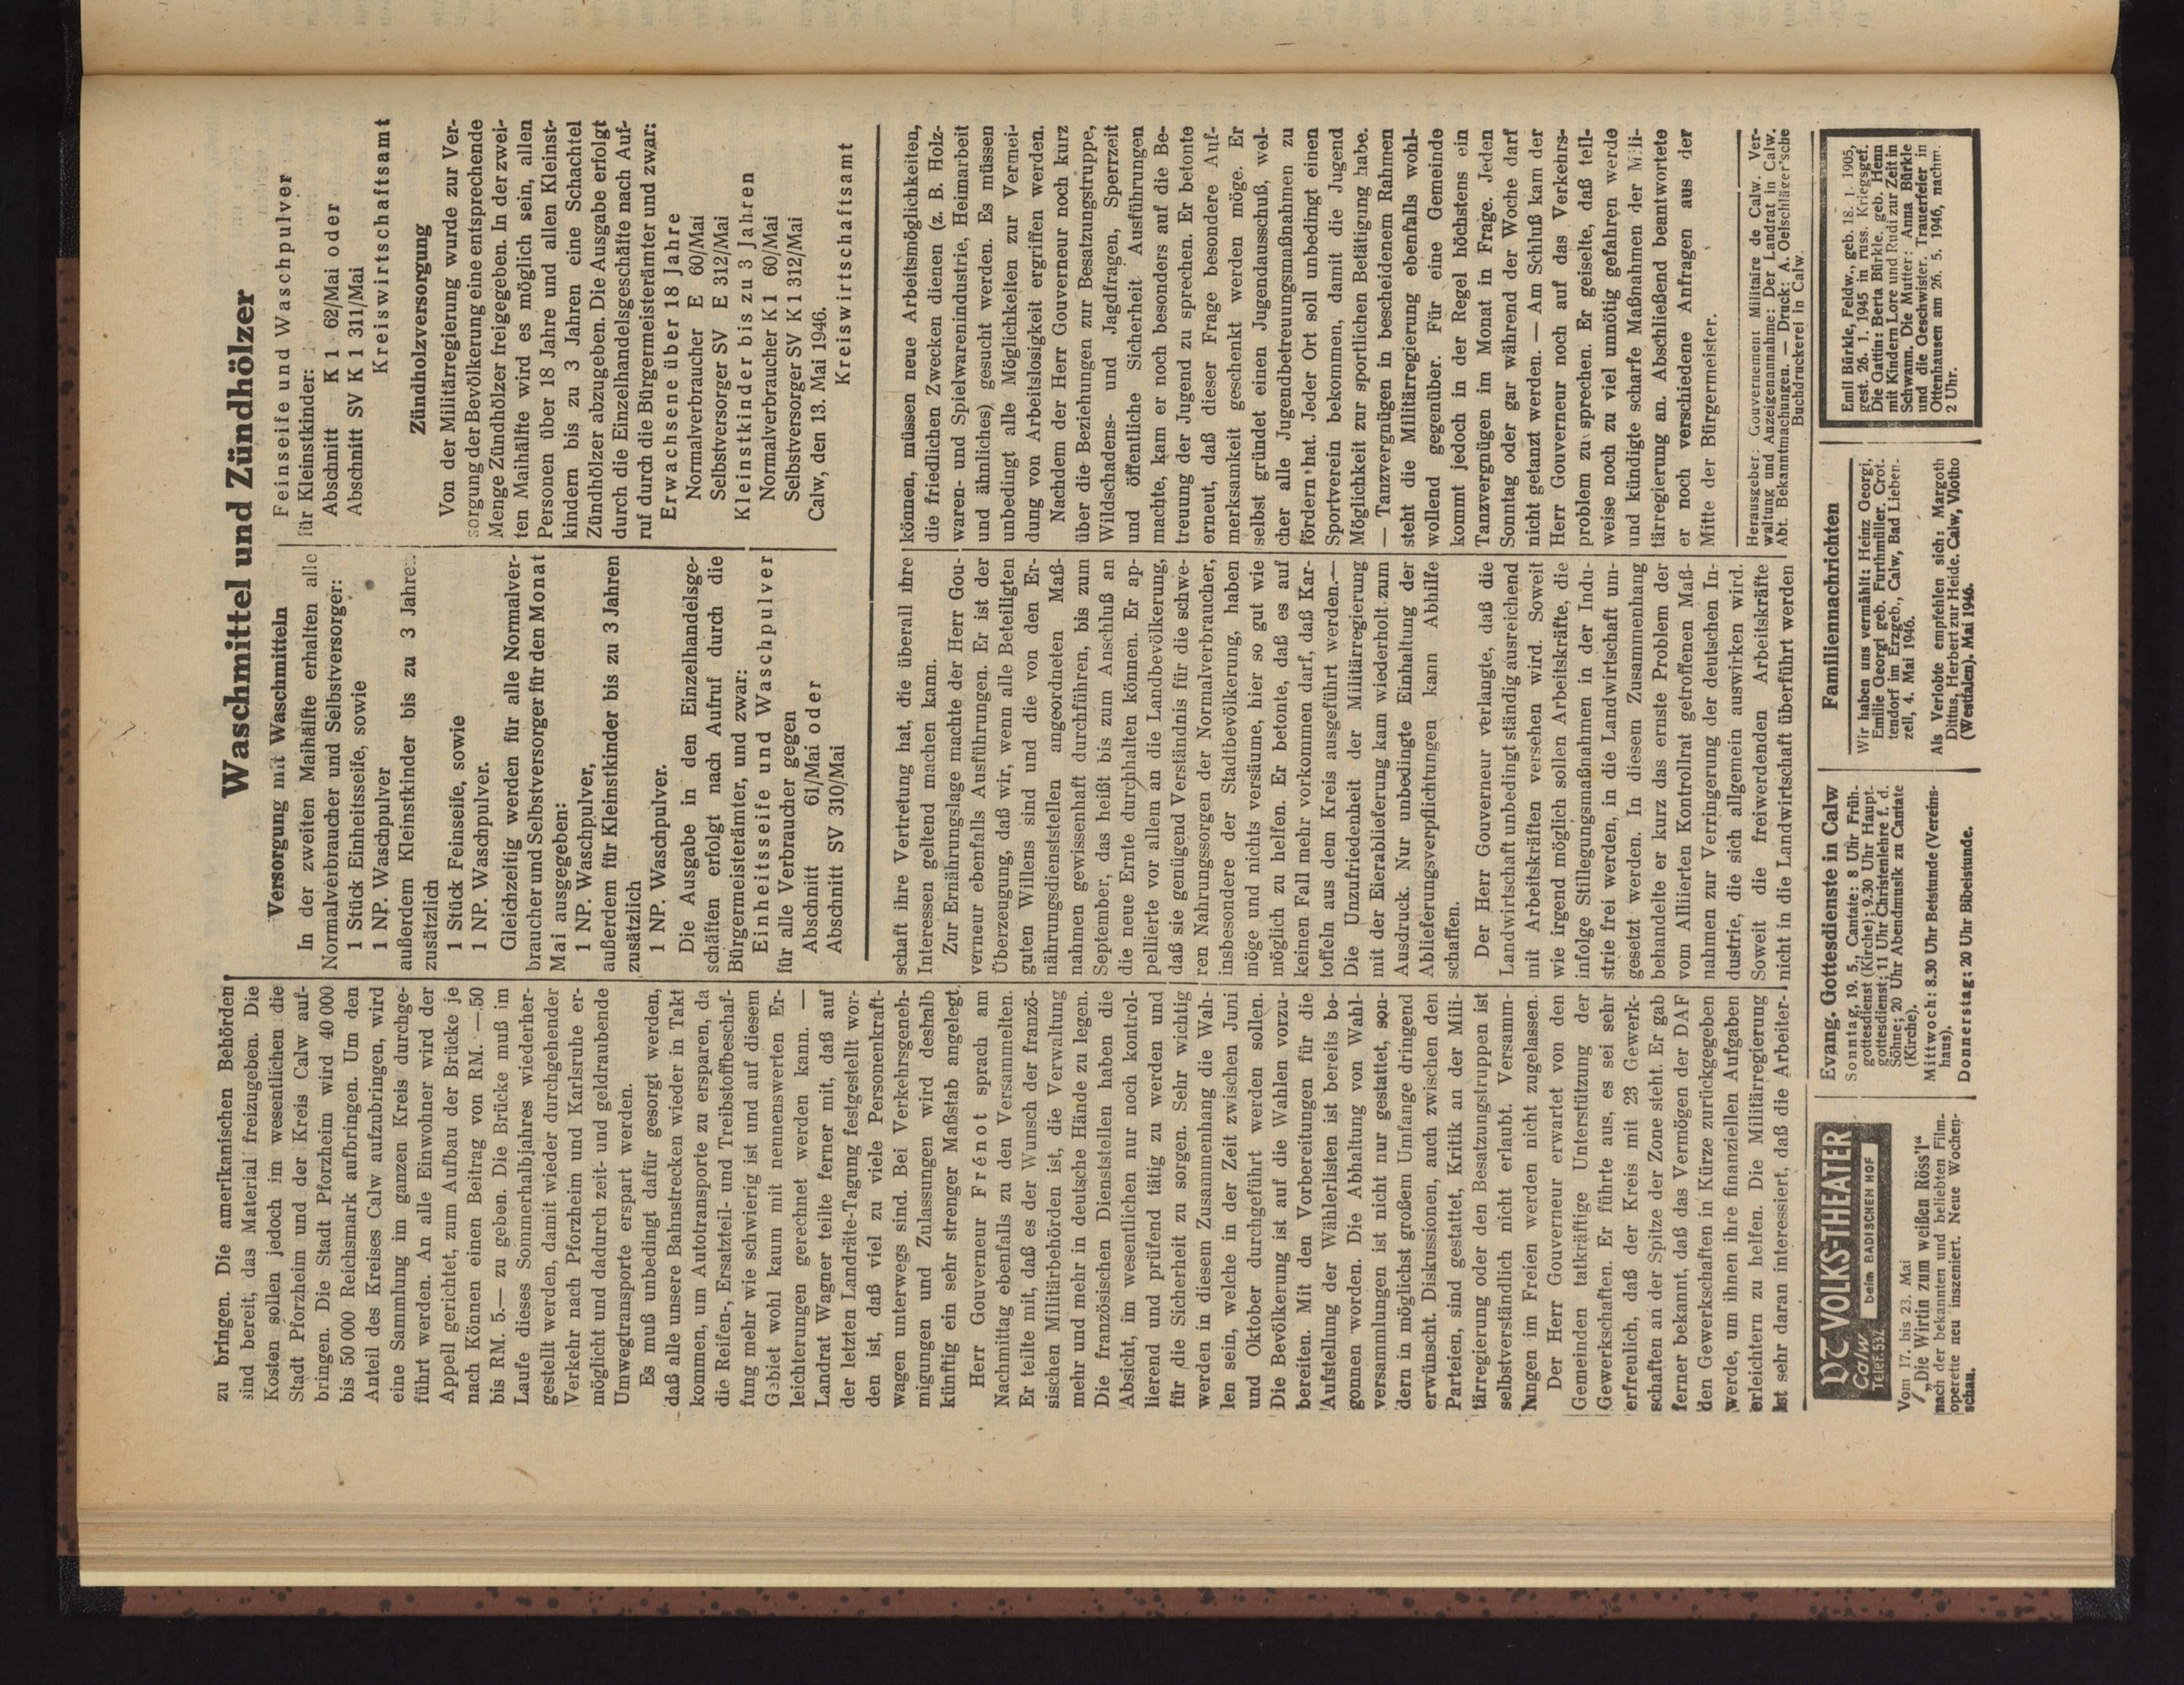 zu bringen. Die amerikanischen Behörden
sind bereit, das Material freizugeben. Die
Kosten sollen jedoch im wesentlichen die
Stadt Pforzheim und der Kreis Calw auf-
bringen. Die Stadt Pforzheim wird 40 000
bis 50 000 Reichsmark aufbringen. Um den
Anteil des Kreises Calw aufzubringen, wird
eine Sammlung im ganzen Kreis durchge-
führt werden. An alle Einwohner wird der
Appell gerichtet, zum Aufbau der Brücke je
nach Können einen Beitrag von RM. —.50
bis RM. 5.— zu geben. Die Brücke muß im
Laufe dieses Sommerhalbjahres wiederher-
gestellt werden, damit wieder durchgehender
Verkehr nach Pforzheim und Karlsruhe er-
möglicht und dadurch zeit- und geldraubende
Umwegtransporte erspart werden.
Es muß unbedingt dafür gesorgt werden,
daß alle unsere Bahnstrecken wieder in Takt
kommen, um Autotransporte zu ersparen, da
die Reifen-, Ersatzteil- und Treibstoffbeschaf-
fung mehr wie schwierig ist und auf diesem
Gebiet wohl kaum mit nennenswerten Er-
leichterungen gerechnet werden kann. —
Landrat Wagner teilte ferner mit, daß auf
der letzten Landräte-Tagung festgestellt wor-
den ist, daß viel zu viele Personenkraft-
wagen unterwegs sind. Bei Verkehrsgeneh-
migungen und Zulassungen wird deshalb
künftig ein sehr strenger Maßstab angelegt.
Herr Gouverneur Frénot sprach am
Nachmittag ebenfalls zu den Versammelten.
Er teilte mit, daß es der Wunsch der franzö-
sischen Militärbehörden ist, die Verwaltung
mehr und mehr in deutsche Hände zu legen.
Die französischen Dienststellen haben die
Absicht, im wesentlichen nur noch kontrol-
lierend und prüfend tätig zu werden und
für die Sicherheit zu sorgen. Sehr wichtig
werden in diesem Zusammenhang die Wah-
len sein, welche in der Zeit zwischen Juni
und Oktober durchgeführt werden sollen.
Die Bevölkerung ist auf die Wahlen vorzu-
bereiten. Mit den Vorbereitungen für die
Aufstellung der Wählerlisten ist bereits be-
gonnen worden. Die Abhaltung von Wahl-
versammlungen ist nicht nur gestattet, son-
dern in möglichst großem Umfange dringend
erwünscht. Diskussionen, auch zwischen den
Parteien, sind gestattet, Kritik an der Mili-
tärregierung oder den Besatzungstruppen ist
selbstverständlich nicht erlaubt. Versamm-
lungen im Freien werden nicht zugelassen.
Der Herr Gouverneur erwartet von den
Gemeinden tatkräftige Unterstützung der
Gewerkschaften. Er führte aus, es sei sehr
erfreulich, daß der Kreis mit 23 Gewerk-
schaften an der Spitze der Zone steht. Er gab
ferner bekannt, daß das Vermögen der DAF
den Gewerkschaften in Kürze zurückgegeben
werde, um ihnen ihre finanziellen Aufgaben
erleichtern zu helfen. Die Militärregierung
ist sehr daran interessiert, daß die Arbeiter-
Waschmittel und Zündhölzer
Versorgung mit Waschmitteln
In der zweiten Maihälfte erhalten alle
Normalverbraucher und Selbstversorger:
1 Stück Einheitsseife, sowie
1 NP. Waschpulver
außerdem Kleinstkinder bis zu 3 Jahren
zusätzlich
1 Stück Feinseife, sowie
1 NP. Waschpulver.
Gleichzeitig werden für alle Normalver-
braucher und Selbstversorger für den Monat
Mai ausgegeben:
1 NP. Waschpulver,
außerdem für Kleinstkinder bis zu 3 Jahren
zusätzlich
1 NP. Waschpulver.
Die Ausgabe in den Einzelhandelsge-
schäften erfolgt nach Aufruf durch die
Bürgermeisterämter, und zwar:
Einheitsseife und Waschpulver
für alle Verbraucher gegen
Abschnitt 61/Mai oder
Abschnitt SV 310/Mai
Feinseife und Waschpulver
für Kleinstkinder:
Abschnitt K 1 62/Mai oder
Abschnitt SV K 1 311/Mai
Kreiswirtschaftsamt
Zündholzversorgung
Von der Militärregierung wurde zur Ver-
sorgung der Bevölkerung eine entsprechende
Menge Zündhölzer freigegeben. In der zwei-
ten Maihälfte wird es möglich sein, allen
Personen über 18 Jahre und allen Kleinst-
kindern bis zu 3 Jahren eine Schachtel
Zündhölzer abzugeben. Die Ausgabe erfolgt
durch die Einzelhandelsgeschäfte nach Auf-
ruf durch die Bürgermeisterämter und zwar:
Erwachsene über 18 Jahre
Normalverbraucher E 60/Mai
Selbstversorger SV E 312/Mai
Kleinstkinder bis zu 3 Jahren
Normalverbraucher K 1 60/Mai
Selbstversorger SV K 1 312/Mai
Calw, den 13. Mai 1946.
Kreiswirtschaftsamt
schaft ihre Vertretung hat, die überall ihre
Interessen geltend machen kann.
Zur Ernährungslage machte der Herr Gou-
verneur ebenfalls Ausführungen. Er ist der
Überzeugung, daß wir, wenn alle Beteiligten
guten Willens sind und die von den Er-
nährungsdienststellen angeordneten Maß-
nahmen gewissenhaft durchführen, bis zum
September, das heißt bis zum Anschluß an
die neue Ernte durchhalten können. Er ap-
pellierte vor allem an die Landbevölkerung,
daß sie genügend Verständnis für die schwe-
ren Nahrungssorgen der Normalverbraucher,
insbesondere der Stadtbevölkerung, haben
möge und nichts versäume, hier so gut wie
möglich zu helfen. Er betonte, daß es auf
keinen Fall mehr vorkommen darf, daß Kar-
toffeln aus dem Kreis ausgeführt werden.—
Die Unzufriedenheit der Militärregierung
mit der Eierablieferung kam wiederholt zum
Ausdruck. Nur unbedingte Einhaltung der
Ablieferungsverpflichtungen kann Abhilfe
schaffen.
Der Herr Gouverneur verlangte, daß die
Landwirtschaft unbedingt ständig ausreichend
mit Arbeitskräften versehen wird. Soweit
wie irgend möglich sollen Arbeitskräfte, die
infolge Stillegungsmaßnahmen in der Indu-
strie frei werden, in die Landwirtschaft um-
gesetzt werden. In diesem Zusammenhang
behandelte er kurz das ernste Problem der
vom Alliierten Kontrollrat getroffenen Maß-
nahmen zur Verringerung der deutschen In-
dustrie, die sich allgemein auswirken wird.
Soweit die freiwerdenden Arbeitskräfte
nicht in die Landwirtschaft überführt werden
können, müssen neue Arbeitsmöglichkeiten,
die friedlichen Zwecken dienen (z. B. Holz-
waren- und Spielwarenindustrie, Heimarbeit
und ähnliches) gesucht werden. Es müssen
unbedingt alle Möglichkeiten zur Vermei-
dung von Arbeitslosigkeit ergriffen werden.
Nachdem der Herr Gouverneur noch kurz
über die Beziehungen zur Besatzungstruppe,
Wildschadens- und Jagdfragen, Sperrzeit
und öffentliche Sicherheit Ausführungen
machte, kam er noch besonders auf die Be-
treuung der Jugend zu sprechen. Er betonte
erneut, daß dieser Frage besondere Auf-
merksamkeit geschenkt werden möge. Er
selbst gründet einen Jugendausschuß, wel-
cher alle Jugendbetreuungsmaßnahmen zu
fördern hat. Jeder Ort soll unbedingt einen
Sportverein bekommen, damit die Jugend
Möglichkeit zur sportlichen Betätigung habe.
— Tanzvergnügen in bescheidenem Rahmen
steht die Militärregierung ebenfalls wohl-
wollend gegenüber. Für eine Gemeinde
kommt jedoch in der Regel höchstens ein
Tanzvergnügen im Monat in Frage. Jeden
Sonntag oder gar während der Woche darf
nicht getanzt werden. — Am Schluß kam der
Herr Gouverneur noch auf das Verkehrs-
problem zu sprechen. Er geiselte, daß teil-
weise noch zu viel unnötig gefahren werde
und kündigte scharfe Maßnahmen der Mili-
tärregierung an. Abschließend beantwortete
er noch verschiedene Anfragen aus der
Mitte der Bürgermeister.
Herausgeber: Gouvernement Militaire de Calw. Ver-
waltung und Anzeigenannahme: Der Landrat in Calw,
Abt. Bekanntmachungen. — Druck: A. Oelschläger'sche
Buchdruckerei in Calw.
VT VOLKS-THEATER
Calw beim BADISCHEN HOF
TELEF. 532
Vom 17. bis 23. Mai
„Die Wirtin zum weißen Röss'l“
nach der bekannten und beliebten Film-
operette neu inszeniert. Neue Wochen-
schau.
Evang. Gottesdienste in Calw
Sonntag, 19. 5., Cantate: 8 Uhr Früh-
gottesdienst (Kirche); 9.30 Uhr Haupt-
gottesdienst; 11 Uhr Christenlehre f. d.
Söhne; 20 Uhr Abendmusik zu Cantate
(Kirche).
Mittwoch: 8.30 Uhr Betstunde (Vereins-
haus).
Donnerstag: 20 Uhr Bibelstunde.
Familiennachrichten
Wir haben uns vermählt: Heinz Georgi,
Emilie Georgi geb. Furthmiller. Crot-
tendorf im Erzgeb., Calw, Bad Lieben-
zell, 4. Mai 1946.
Als Verlobte empfehlen sich: Margoth
Dittus, Herbert zur Heide. Calw, Vlotho
(Westfalen). Mai 1946.
Emil Bürkle, Feldw., geb. 18. 1. 1905,
gest. 26. 1. 1945 in russ. Kriegsgef.
Die Gattin: Berta Bürkle, geb. Henn
mit Kindern Lore und Rudi zur Zeit in
Schwann. Die Mutter: Anna Bürkle
und die Geschwister. Trauerfeier in
Ottenhausen am 26. 5. 1946, nachm.
2 Uhr.